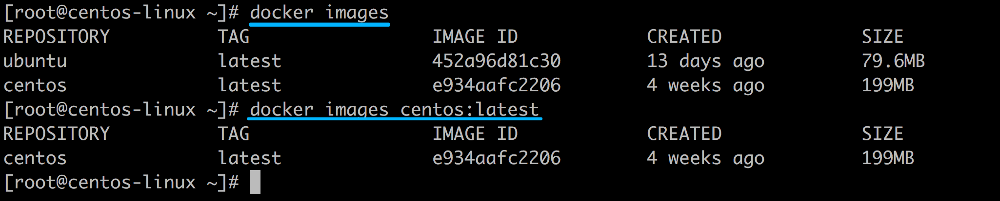 [root@centos-linux ~]# docker images
REPOSITORY TAG IMAGE ID CREATED SIZE
ubuntu latest 452a96d81c30 13 days ago 79.6MB
centos latest e934aafc2206 4 weeks ago 199MB
[root@centos-linux ~]# docker images centos:latest
REPOSITORY TAG IMAGE ID CREATED SIZE
centos latest e934aafc2206 4 weeks ago 199MB
[root@centos-linux ~]#